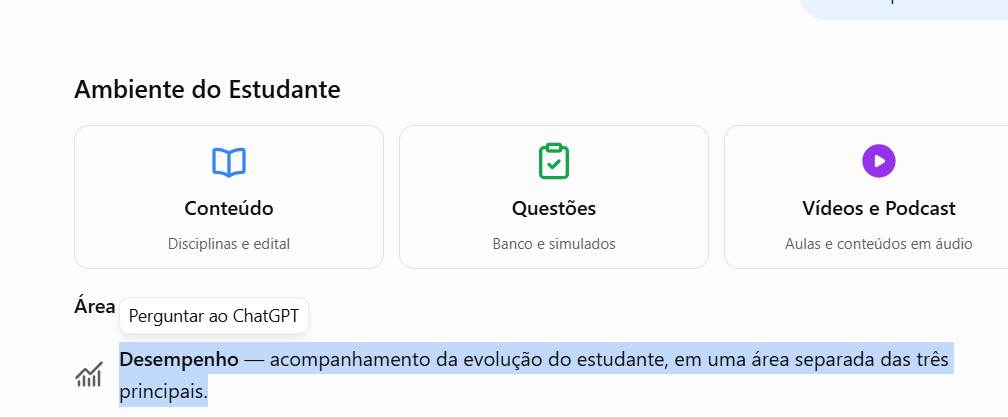 Ambiente do Estudante
Conteúdo
Disciplinas e edital
Questões
Banco e simulados
Vídeos e Podcast
Aulas e conteúdos em áudio
Área
Perguntar ao ChatGPT
Desempenho — acompanhamento da evolução do estudante, em uma área separada das três
principais.